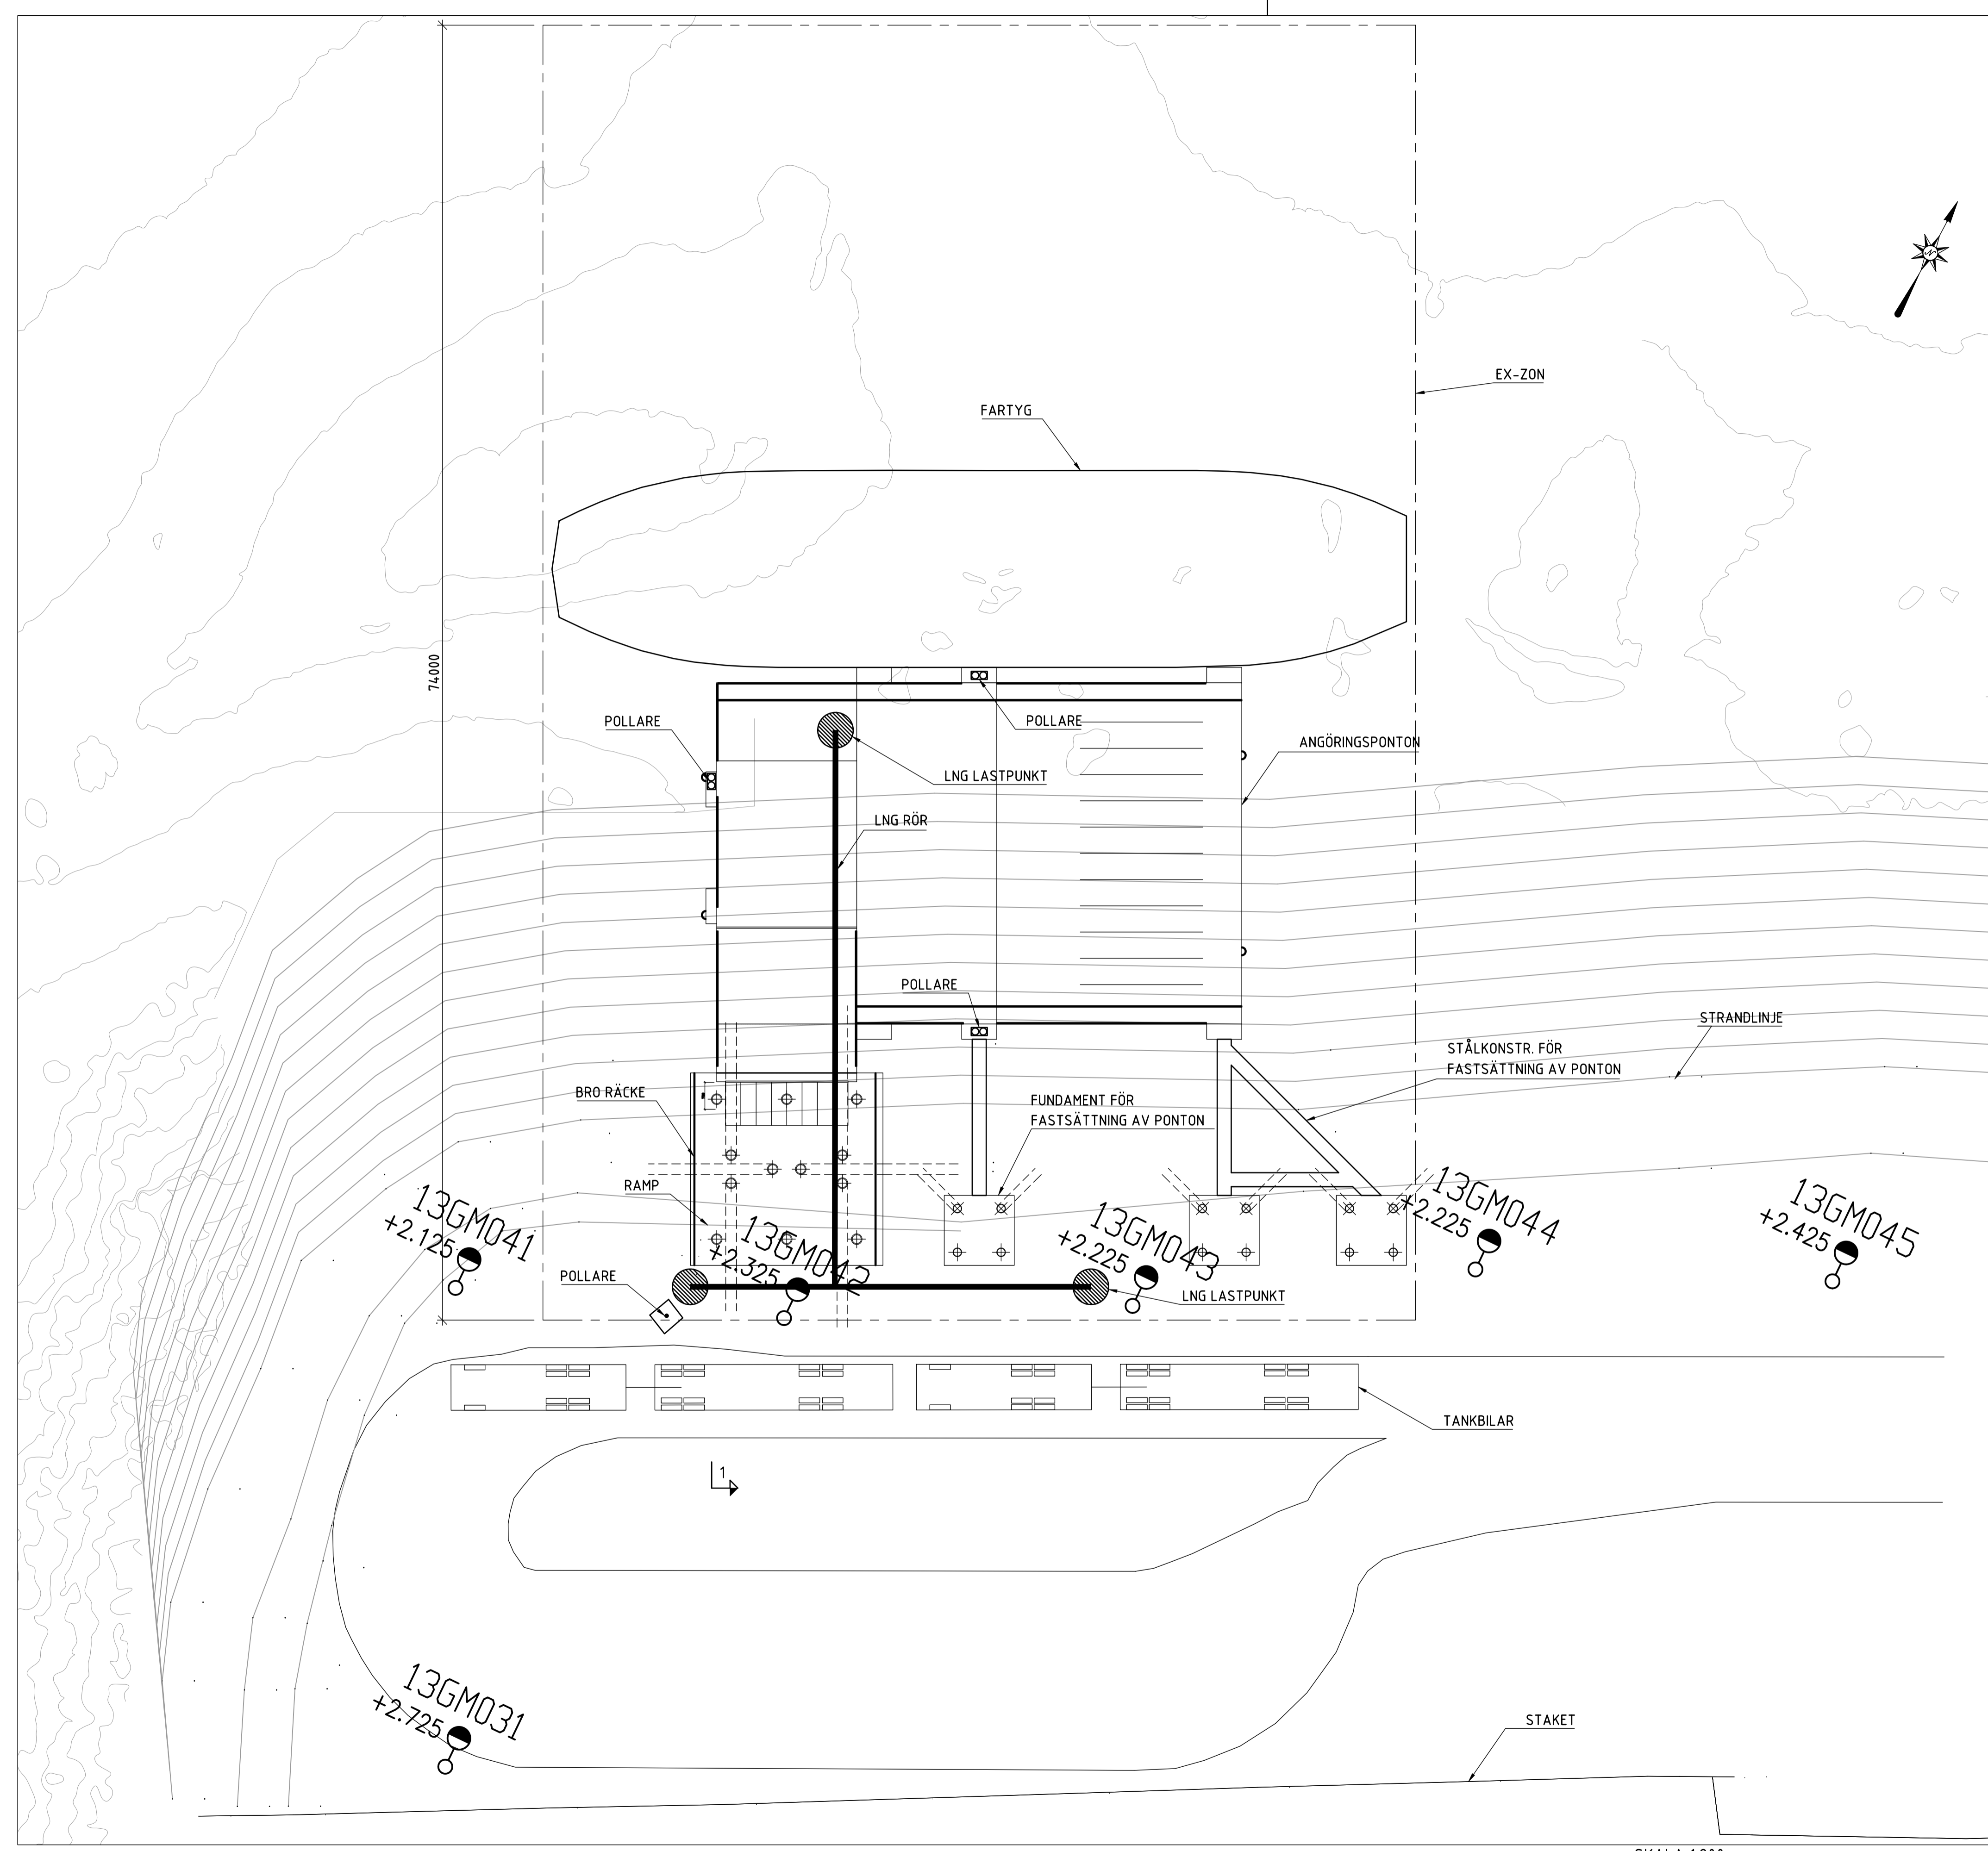 EX-ZON
FARTYG
74000
POLLARE
POLLARE
ANGÖRINGSPONTON
LNG LASTPUNKT
LNG RÖR
POLLARE
STRANDLINJE
STÅLKONSTR. FÖR
FASTSÄTTNING AV PONTON
BRO RÄCKE
FUNDAMENT FÖR
FASTSÄTTNING AV PONTON
RAMP
13GM041
+2.125
13GM042
+2.325
13GM043
+2.225
13GM044
+2.225
13GM045
+2.425
POLLARE
LNG LASTPUNKT
TANKBILAR
1
13GM031
+2.725
STAKET